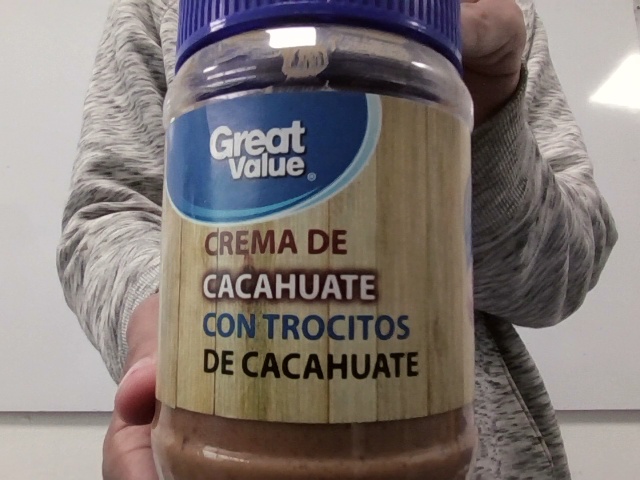 Great
Value®
CREMA DE
CACAHUATE
CON TROCITOS
DE CACAHUATE